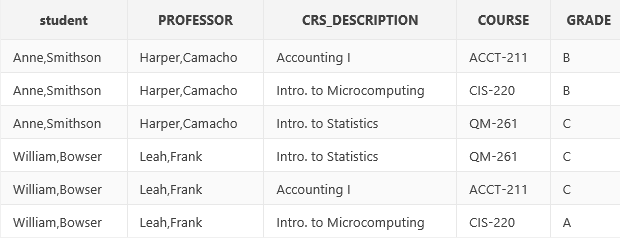 student PROFESSOR CRS_DESCRIPTION COURSE GRADE
Anne,Smithson Harper,Camacho Accounting I ACCT-211 B
Anne,Smithson Harper,Camacho Intro. to Microcomputing CIS-220 B
Anne,Smithson Harper,Camacho Intro. to Statistics QM-261 C
William,Bowser Leah,Frank Intro. to Statistics QM-261 C
William,Bowser Leah,Frank Accounting I ACCT-211 C
William,Bowser Leah,Frank Intro. to Microcomputing CIS-220 A